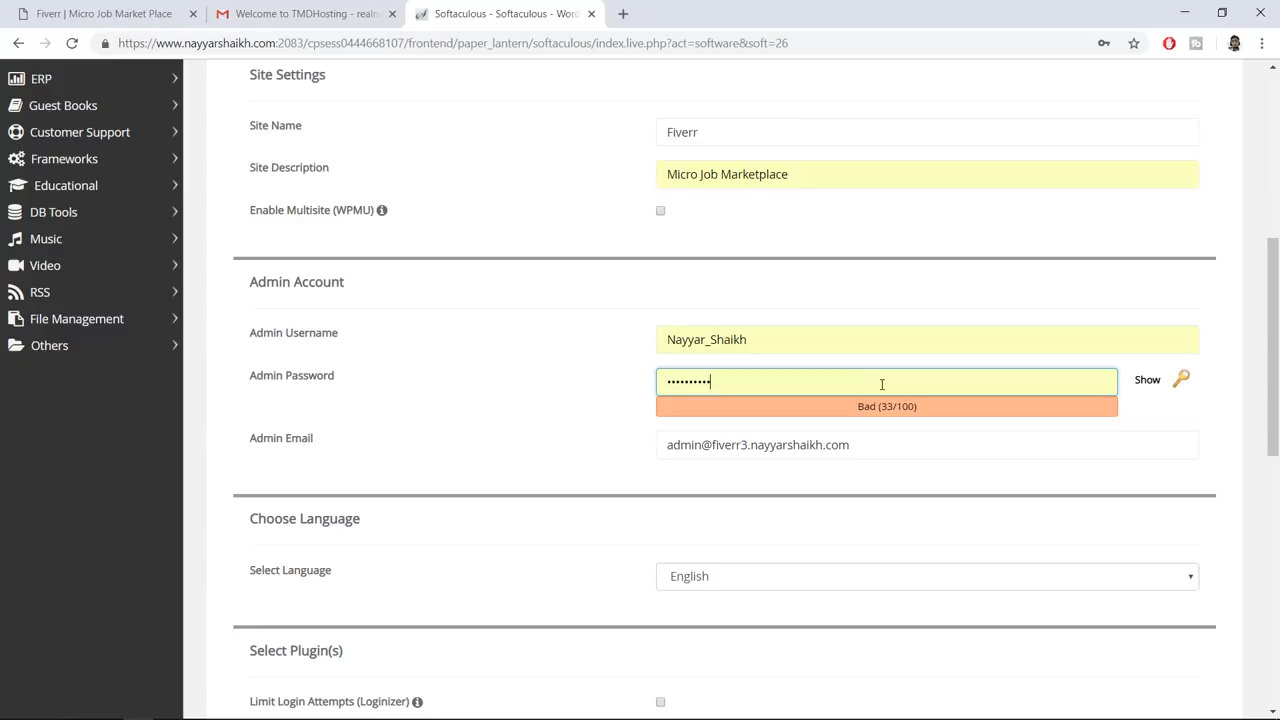 Fiverr | Micro Job Market Place
Welcome to TMDHosting - realn
Softaculous - Softaculous - Word
https://www.nayyarshaikh.com:2083/cpsess0444668107/frontend/paper_lantern/softaculous/index.live.php?act=software&soft=26
ERP
Guest Books
Customer Support
Frameworks
Educational
DB Tools
Music
Video
RSS
File Management
Others
Site Settings
Site Name
Fiverr
Site Description
Micro Job Marketplace
Enable Multisite (WPMU)
Admin Account
Admin Username
Nayyar_Shaikh
Admin Password
••••••••••
Show
Bad (33/100)
Admin Email
admin@fiverr3.nayyarshaikh.com
Choose Language
Select Language
English
Select Plugin(s)
Limit Login Attempts (Loginizer)